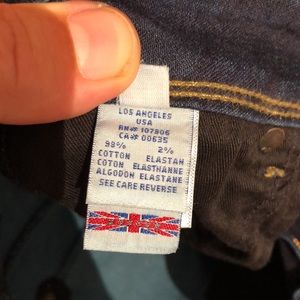 LOS ANGELES
USA
RN# 107806
CA# 00635
98% 2%
COTTON ELASTAN
COTON ELASTHANNE
ALGODON ELASTANE
SEE CARE REVERSE